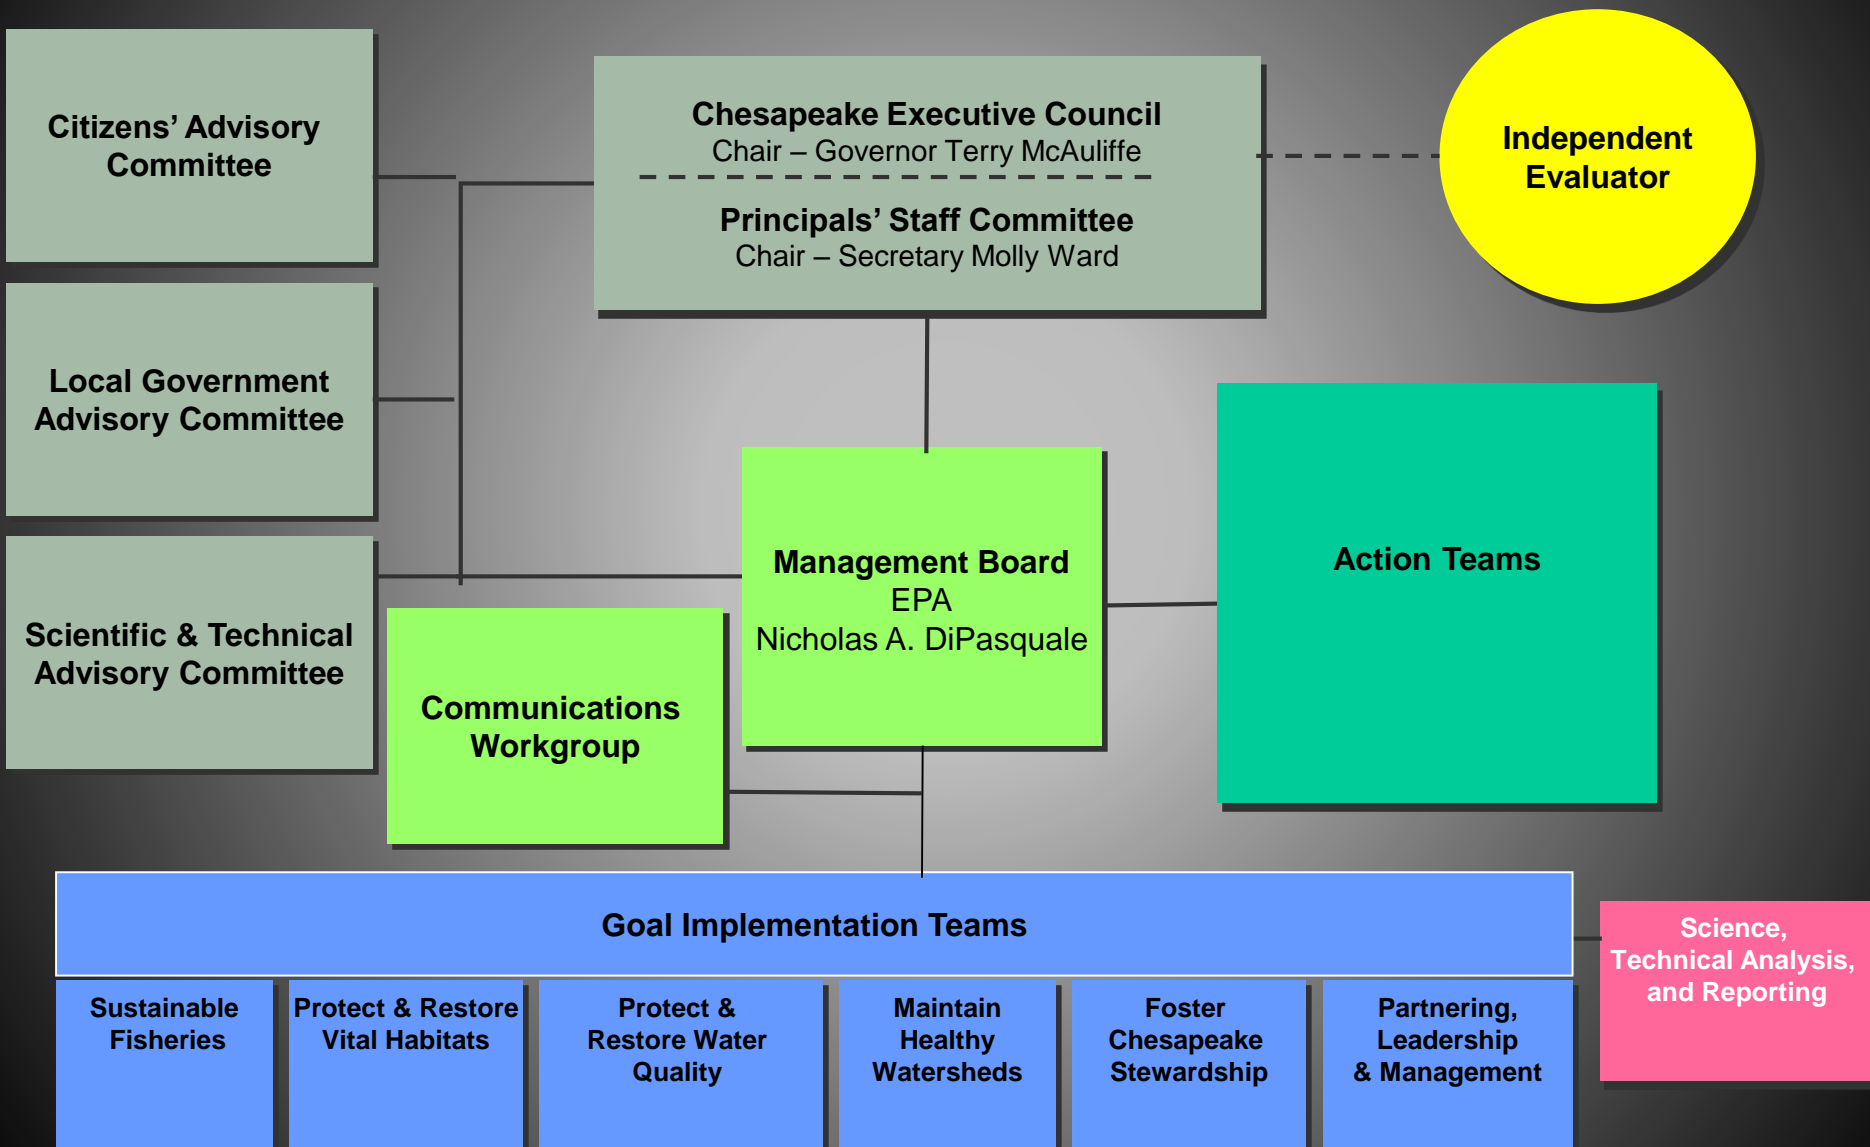 Citizens' Advisory
Committee
Chesapeake Executive Council
Chair – Governor Terry McAuliffe
Principals' Staff Committee
Chair – Secretary Molly Ward
Independent
Evaluator
Local Government
Advisory Committee
Scientific & Technical
Advisory Committee
Management Board
EPA
Nicholas A. DiPasquale
Action Teams
Communications
Workgroup
Goal Implementation Teams
Sustainable
Fisheries
Protect & Restore
Vital Habitats
Protect &
Restore Water
Quality
Maintain
Healthy
Watersheds
Foster
Chesapeake
Stewardship
Partnering,
Leadership
& Management
Science,
Technical Analysis,
and Reporting